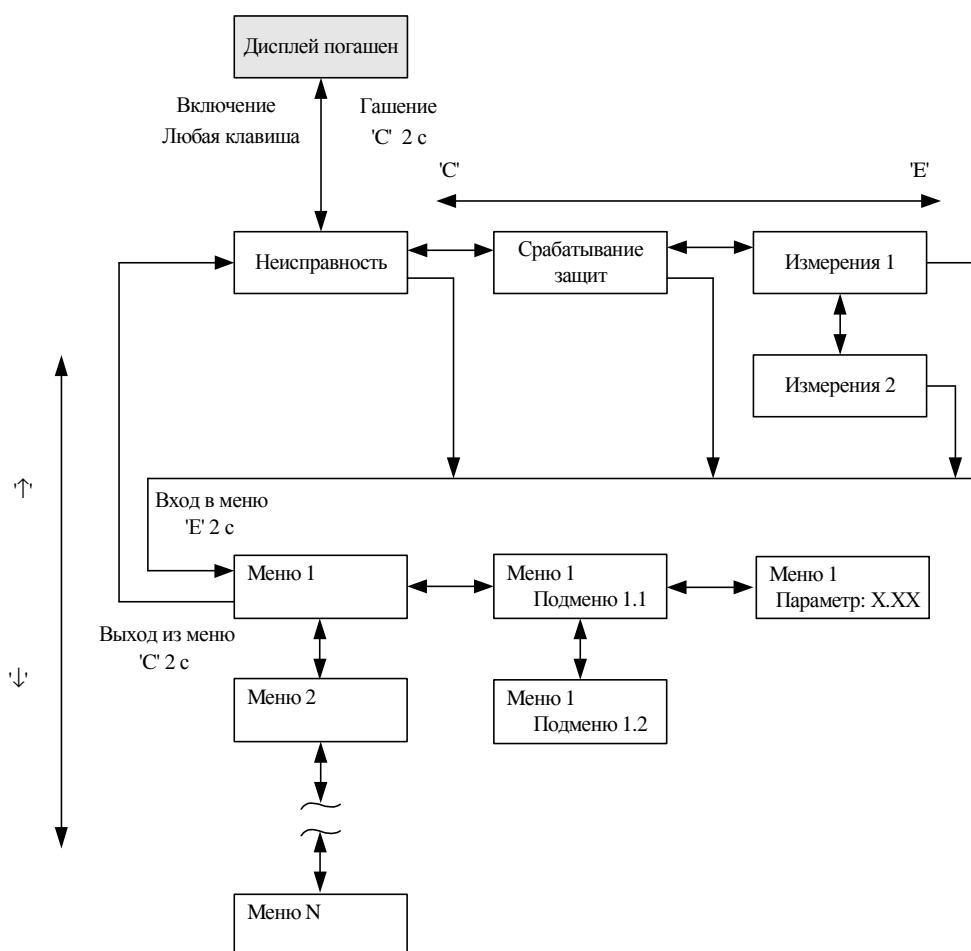 Дисплей погашен
Включение
Любая клавиша
Гашение
'C' 2 с
'C'
'E'
Неисправность
Срабатывание
защит
Измерения 1
Измерения 2
'↑'
Вход в меню
'E' 2 с
Меню 1
Меню 1
Подменю 1.1
Меню 1
Параметр: X.XX
Выход из меню
'C' 2 с
'↓'
Меню 2
Меню 1
Подменю 1.2
Меню N